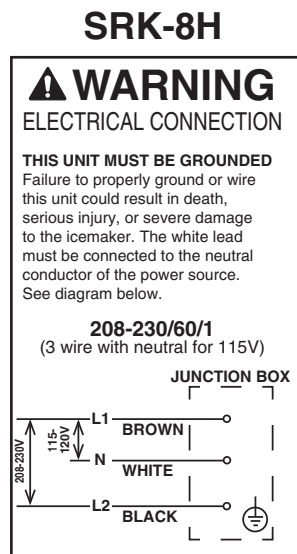 SRK-8H
WARNING
ELECTRICAL CONNECTION
THIS UNIT MUST BE GROUNDED
Failure to properly ground or wire
this unit could result in death,
serious injury, or severe damage
to the icemaker. The white lead
must be connected to the neutral
conductor of the power source.
See diagram below.
208-230/60/1
(3 wire with neutral for 115V)
JUNCTION BOX
L1
BROWN
208-230V
115-
120V
N
WHITE
L2
BLACK